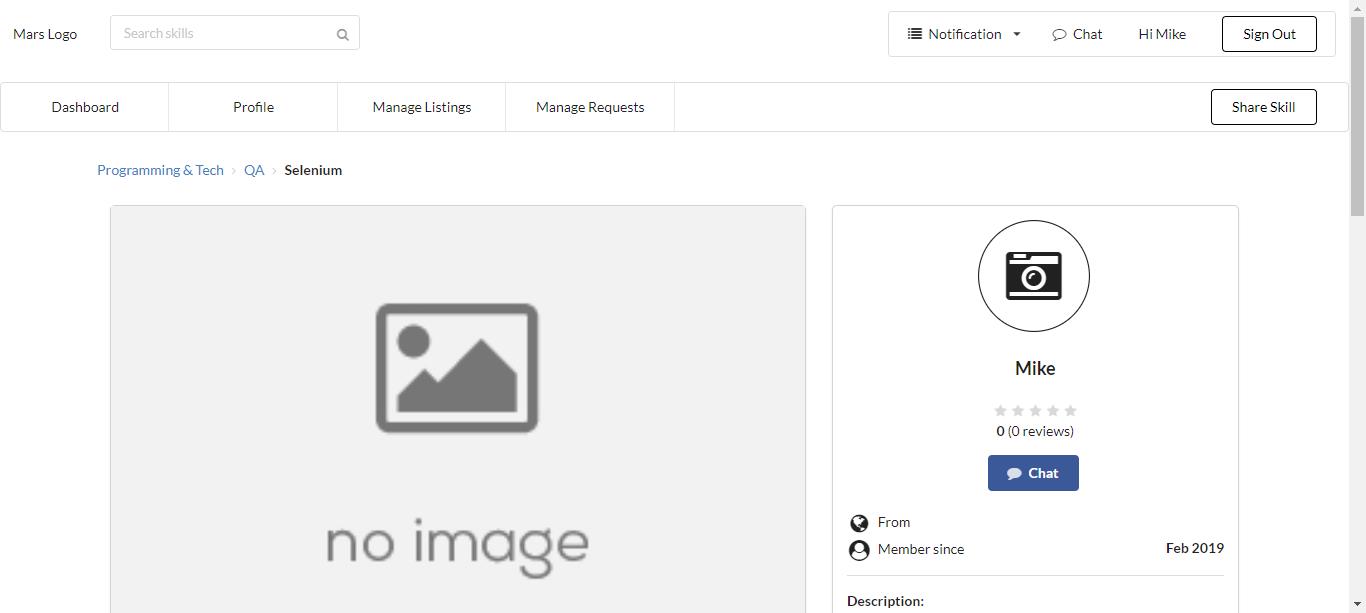 Mars Logo
Search skills
Notification
Chat
Hi Mike
Sign Out
Dashboard
Profile
Manage Listings
Manage Requests
Share Skill
Programming & Tech › QA › Selenium
no image
Mike
0 (0 reviews)
Chat
From
Member since Feb 2019
Description: